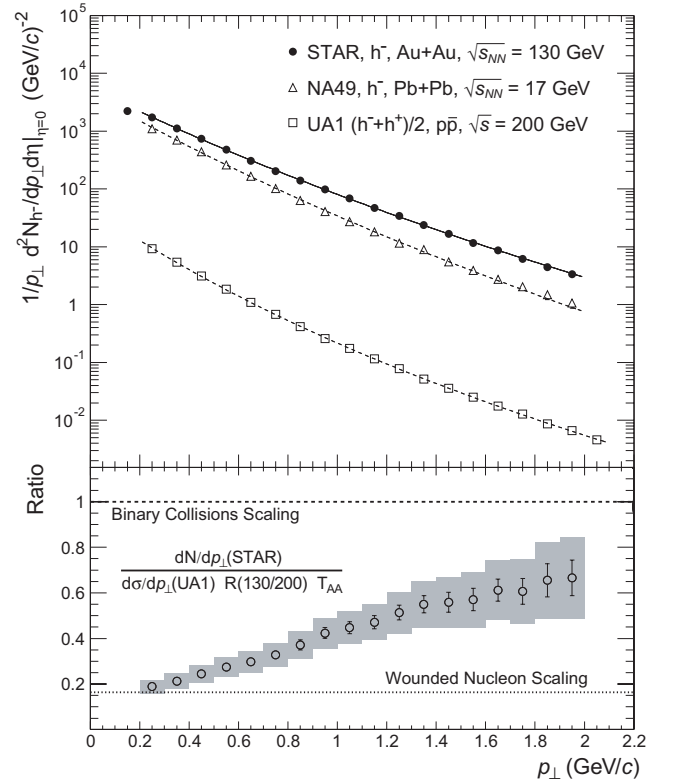 10^5
10^4
10^3
10^2
10
1
10^-1
10^-2
1/p⊥ d²N_h-/dp⊥dη|η=0 (GeV/c)^-2
STAR, h⁻, Au+Au, √s_NN = 130 GeV
NA49, h⁻, Pb+Pb, √s_NN = 17 GeV
UA1 (h⁻+h⁺)/2, pp̅, √s = 200 GeV
Ratio
1
0.8
0.6
0.4
0.2
Binary Collisions Scaling
dN/dp⊥(STAR)
dσ/dp⊥(UA1) R(130/200) T_AA
Wounded Nucleon Scaling
0 0.2 0.4 0.6 0.8 1 1.2 1.4 1.6 1.8 2 2.2
p⊥ (GeV/c)